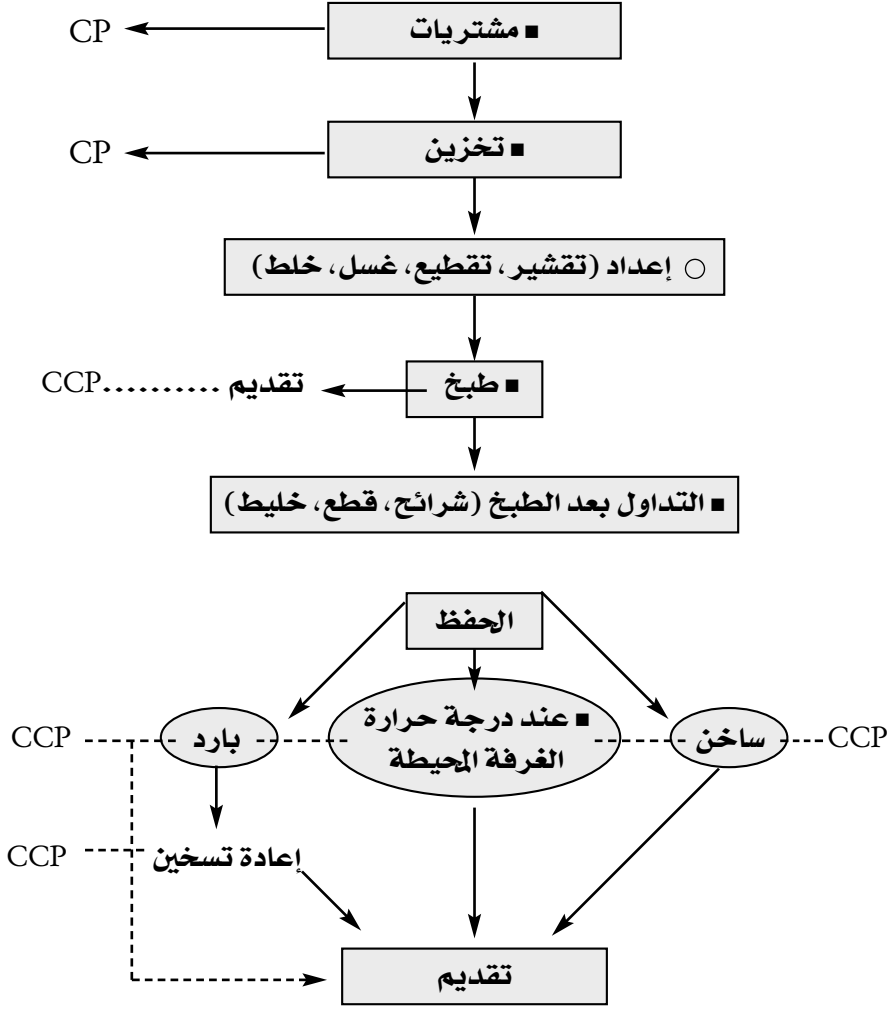 ■ مشتريات
CP
■ تخزين
CP
○ إعداد (تقشير، تقطيع، غسل، خلط)
■ طبخ
تقديم ..........CCP
■ التداول بعد الطبخ (شرائح، قطع، خليط)
الحفظ
CCP
ساخن
■ عند درجة حرارة
الغرفة المحيطة
بارد
CCP
إعادة تسخين
CCP
تقديم